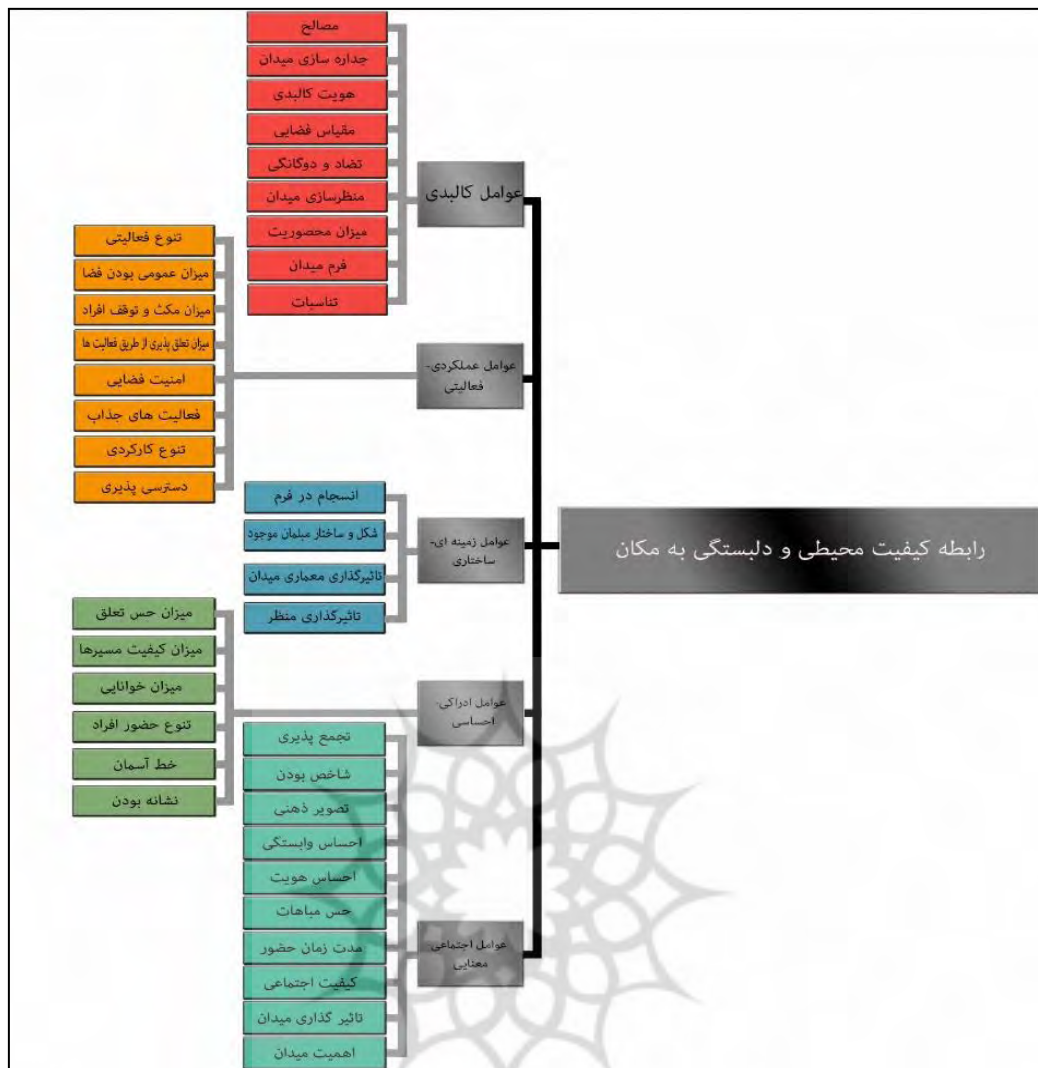 رابطه کیفیت محیطی و دلبستگی به مکان
عوامل کالبدی
مصالح
جداره سازی میدان
هویت کالبدی
مقیاس فضایی
تضاد و دوگانگی
منظرسازی میدان
میزان محصوریت
فرم میدان
تناسبات
عوامل عملکردی-
فعالیتی
تنوع فعالیتی
میزان عمومی بودن فضا
میزان مکث و توقف افراد
میزان تعلق پذیری از طریق فعالیت ها
امنیت فضایی
فعالیت های جذاب
تنوع کارکردی
دسترسی پذیری
عوامل زمینه ای-
ساختاری
انسجام در فرم
شکل و ساختار مبلمان موجود
تاثیرگذاری معماری میدان
تاثیرگذاری منظر
عوامل ادراکی-
احساسی
میزان حس تعلق
میزان کیفیت مسیرها
میزان خوانایی
تنوع حضور افراد
خط آسمان
نشانه بودن
عوامل اجتماعی
معنایی
تجمع پذیری
شاخص بودن
تصویر ذهنی
احساس وابستگی
احساس هویت
حس مباهات
مدت زمان حضور
کیفیت اجتماعی
تاثیر گذاری میدان
اهمیت میدان